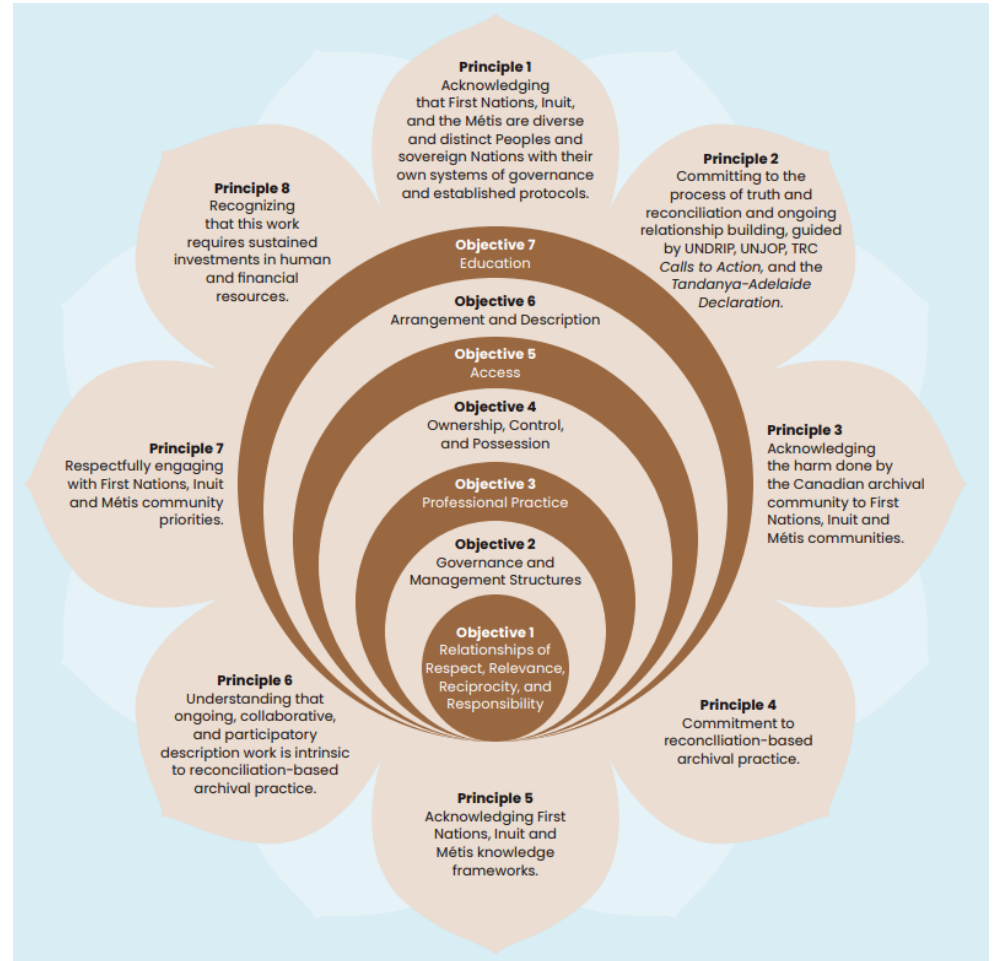 Principle 1
Acknowledging
that First Nations, Inuit,
and the Métis are diverse
and distinct Peoples and
sovereign Nations with their
own systems of governance
and established protocols.
Principle 2
Committing to the
process of truth and
reconciliation and ongoing
relationship building, guided
by UNDRIP, UNJOP, TRC
Calls to Action, and the
Tandanya-Adelaide
Declaration.
Principle 3
Acknowledging
the harm done by
the Canadian archival
community to First
Nations, Inuit and
Métis communities.
Principle 4
Commitment to
reconciliation-based
archival practice.
Principle 5
Acknowledging First
Nations, Inuit and
Métis knowledge
frameworks.
Principle 6
Understanding that
ongoing, collaborative,
and participatory
description work is intrinsic
to reconciliation-based
archival practice.
Principle 7
Respectfully engaging
with First Nations, Inuit
and Métis community
priorities.
Principle 8
Recognizing
that this work
requires sustained
investments in human
and financial
resources.
Objective 7
Education
Objective 6
Arrangement and Description
Objective 5
Access
Objective 4
Ownership, Control,
and Possession
Objective 3
Professional Practice
Objective 2
Governance and
Management Structures
Objective 1
Relationships of
Respect, Relevance,
Reciprocity, and
Responsibility